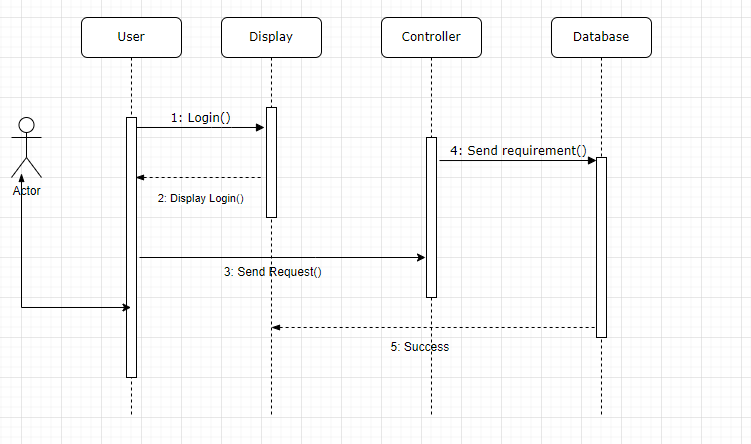 User
Display
Controller
Database
1: Login()
4: Send requirement()
Actor
2: Display Login()
3: Send Request()
5: Success